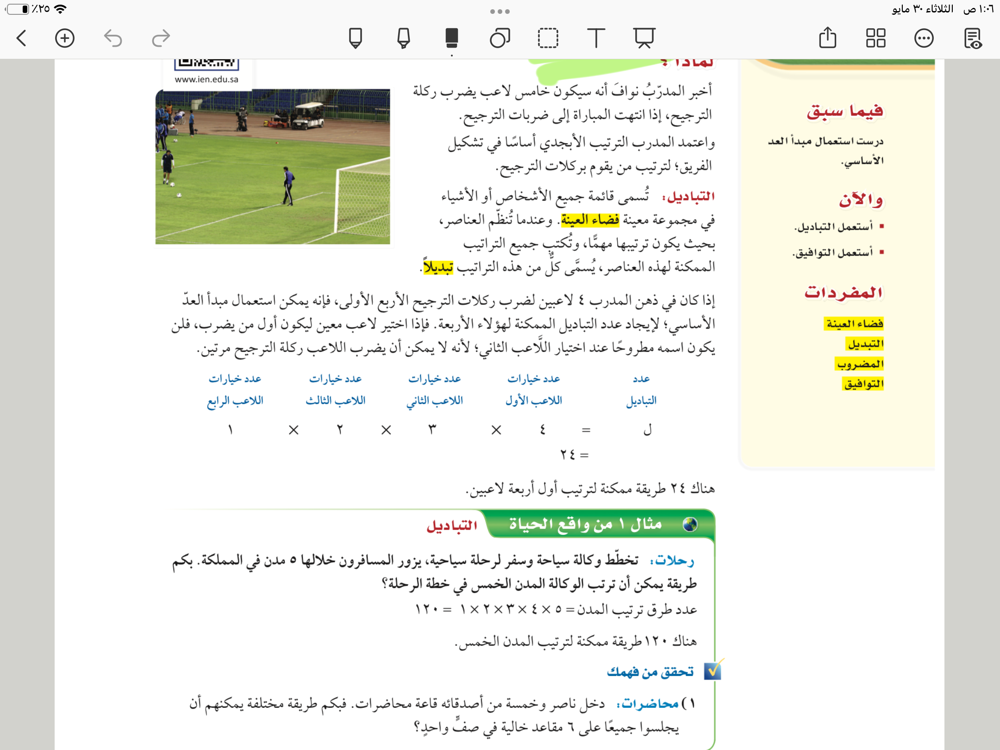 ١:٠٦ ص الثلاثاء ٣٠ مايو
٪٢٥
لماذا ؟
www.ien.edu.sa
أخبر المدرّبُ نوافَ أنه سيكون خامس لاعب يضرب ركلة
الترجيح، إذا انتهت المباراة إلى ضربات الترجيح.
واعتمد المدرب الترتيب الأبجدي أساسًا في تشكيل
الفريق؛ لترتيب من يقوم بركلات الترجيح.
التباديل: تُسمى قائمة جميع الأشخاص أو الأشياء
في مجموعة معينة فضاء العينة. وعندما تُنظّم العناصر،
بحيث يكون ترتيبها مهمًّا، وتُكتب جميع التراتيب
الممكنة لهذه العناصر، يُسمَّى كلٌّ من هذه التراتيب تبديلاً.
إذا كان في ذهن المدرب ٤ لاعبين لضرب ركلات الترجيح الأربع الأولى، فإنه يمكن استعمال مبدأ العدّ
الأساسي؛ لإيجاد عدد التباديل الممكنة لهؤلاء الأربعة. فإذا اختير لاعب معين ليكون أول من يضرب، فلن
يكون اسمه مطروحًا عند اختيار اللَّاعب الثاني؛ لأنه لا يمكن أن يضرب اللاعب ركلة الترجيح مرتين.
عدد عدد خيارات عدد خيارات عدد خيارات عدد خيارات
التباديل اللاعب الأول اللاعب الثاني اللاعب الثالث اللاعب الرابع
ل = ٤ × ٣ × ٢ × ١
= ٢٤
هناك ٢٤ طريقة ممكنة لترتيب أول أربعة لاعبين.
مثال ١ من واقع الحياة التباديل
رحلات: تخطّط وكالة سياحة وسفر لرحلة سياحية، يزور المسافرون خلالها ٥ مدن في المملكة. بكم
طريقة يمكن أن ترتب الوكالة المدن الخمس في خطة الرحلة؟
عدد طرق ترتيب المدن = ٥ × ٤ × ٣ × ٢ × ١ = ١٢٠
هناك ١٢٠ طريقة ممكنة لترتيب المدن الخمس.
تحقق من فهمك
١) محاضرات: دخل ناصر وخمسة من أصدقائه قاعة محاضرات. فبكم طريقة مختلفة يمكنهم أن
يجلسوا جميعًا على ٦ مقاعد خالية في صفٍّ واحدٍ؟
فيما سبق
درست استعمال مبدأ العد
الأساسي.
والآن
▪ أستعمل التباديل.
▪ أستعمل التوافيق.
المفردات
فضاء العينة
التبديل
المضروب
التوافيق